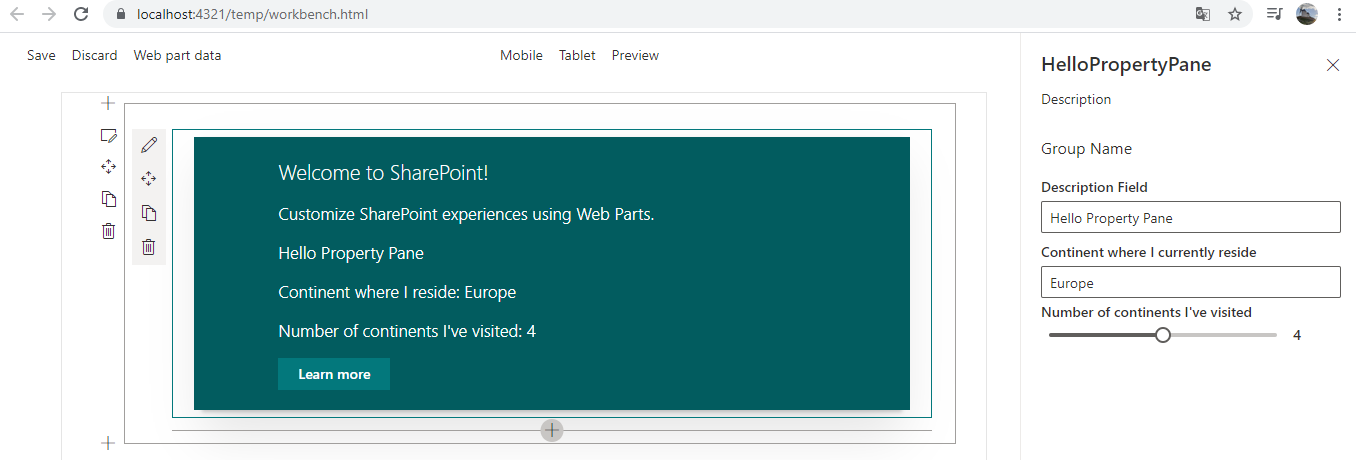 localhost:4321/temp/workbench.html
Save Discard Web part data Mobile Tablet Preview
Welcome to SharePoint!
Customize SharePoint experiences using Web Parts.
Hello Property Pane
Continent where I reside: Europe
Number of continents I've visited: 4
Learn more
HelloPropertyPane
Description
Group Name
Description Field
Hello Property Pane
Continent where I currently reside
Europe
Number of continents I've visited
4